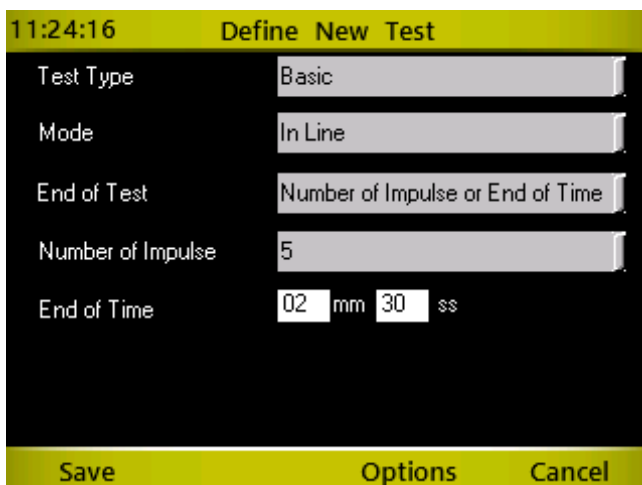 11:24:16 Define New Test
Test Type Basic
Mode In Line
End of Test Number of Impulse or End of Time
Number of Impulse 5
End of Time 02 mm 30 ss
Save Options Cancel